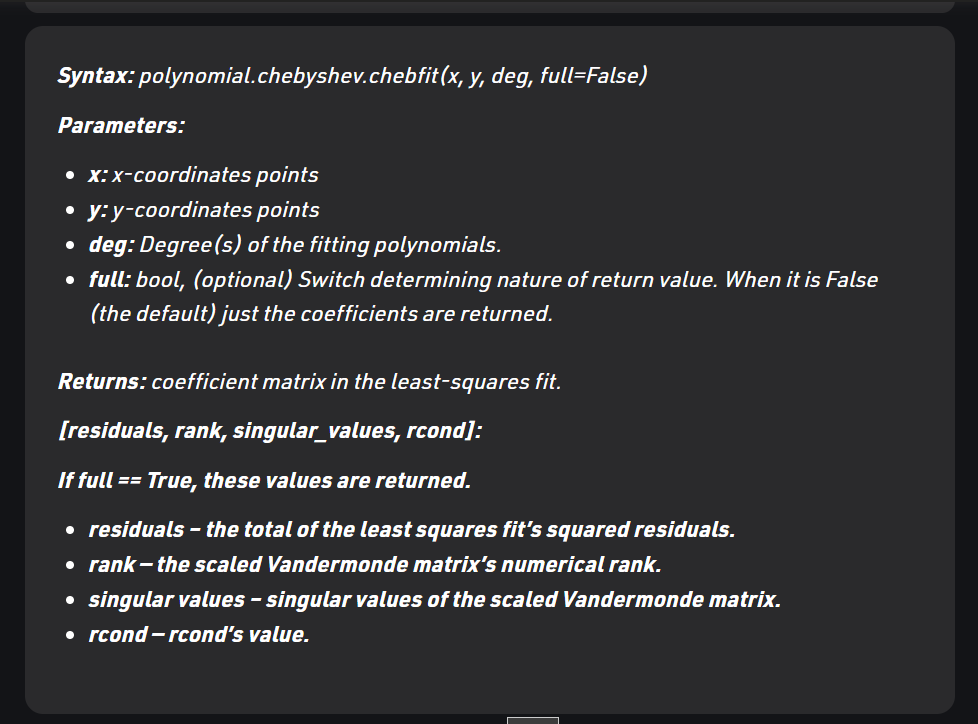 Syntax: polynomial.chebyshev.chebfit(x, y, deg, full=False)
Parameters:
x: x-coordinates points
y: y-coordinates points
deg: Degree(s) of the fitting polynomials.
full: bool, (optional) Switch determining nature of return value. When it is False
(the default) just the coefficients are returned.
Returns: coefficient matrix in the least-squares fit.
[residuals, rank, singular_values, rcond]:
If full == True, these values are returned.
residuals – the total of the least squares fit’s squared residuals.
rank – the scaled Vandermonde matrix’s numerical rank.
singular values – singular values of the scaled Vandermonde matrix.
rcond – rcond’s value.